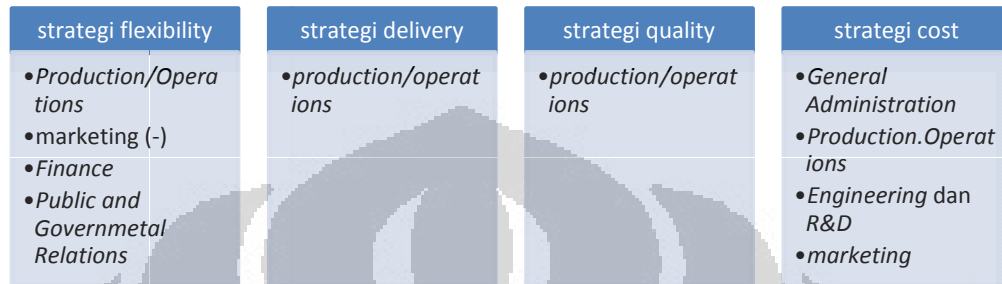 strategi flexibility
•Production/Opera
tions
•marketing (-)
•Finance
•Public and
Governmetal
Relations
strategi delivery
•production/operat
ions
strategi quality
•production/operat
ions
strategi cost
•General
Administration
•Production.Operat
ions
•Engineering dan
R&D
•marketing